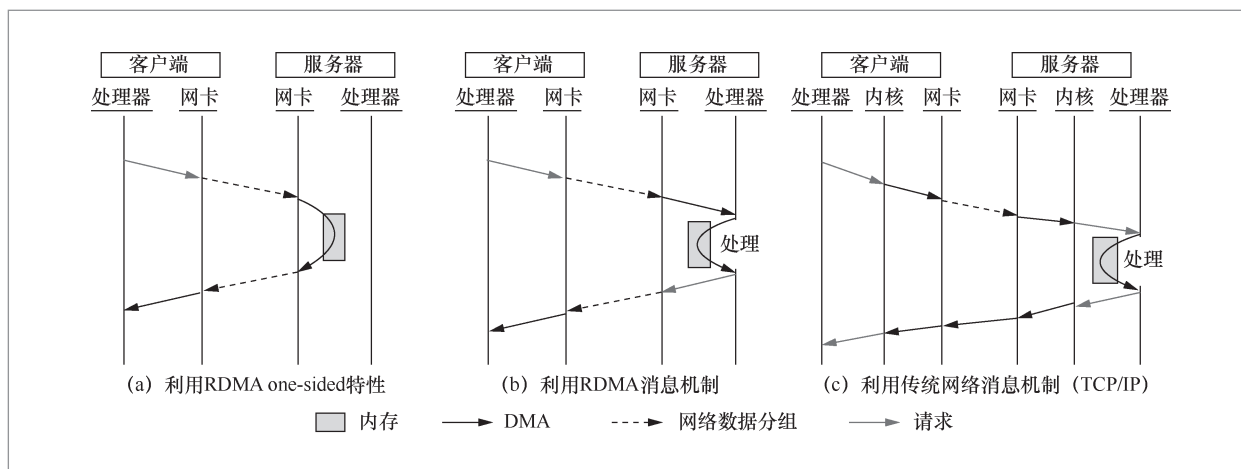 客户端 服务器 客户端 服务器 客户端 服务器
处理器 网卡 网卡 处理器 处理器 网卡 网卡 处理器 处理器 内核 网卡 网卡 内核 处理器
处理 处理
(a) 利用RDMA one-sided特性 (b) 利用RDMA消息机制 (c) 利用传统网络消息机制（TCP/IP）
内存 DMA 网络数据分组 请求